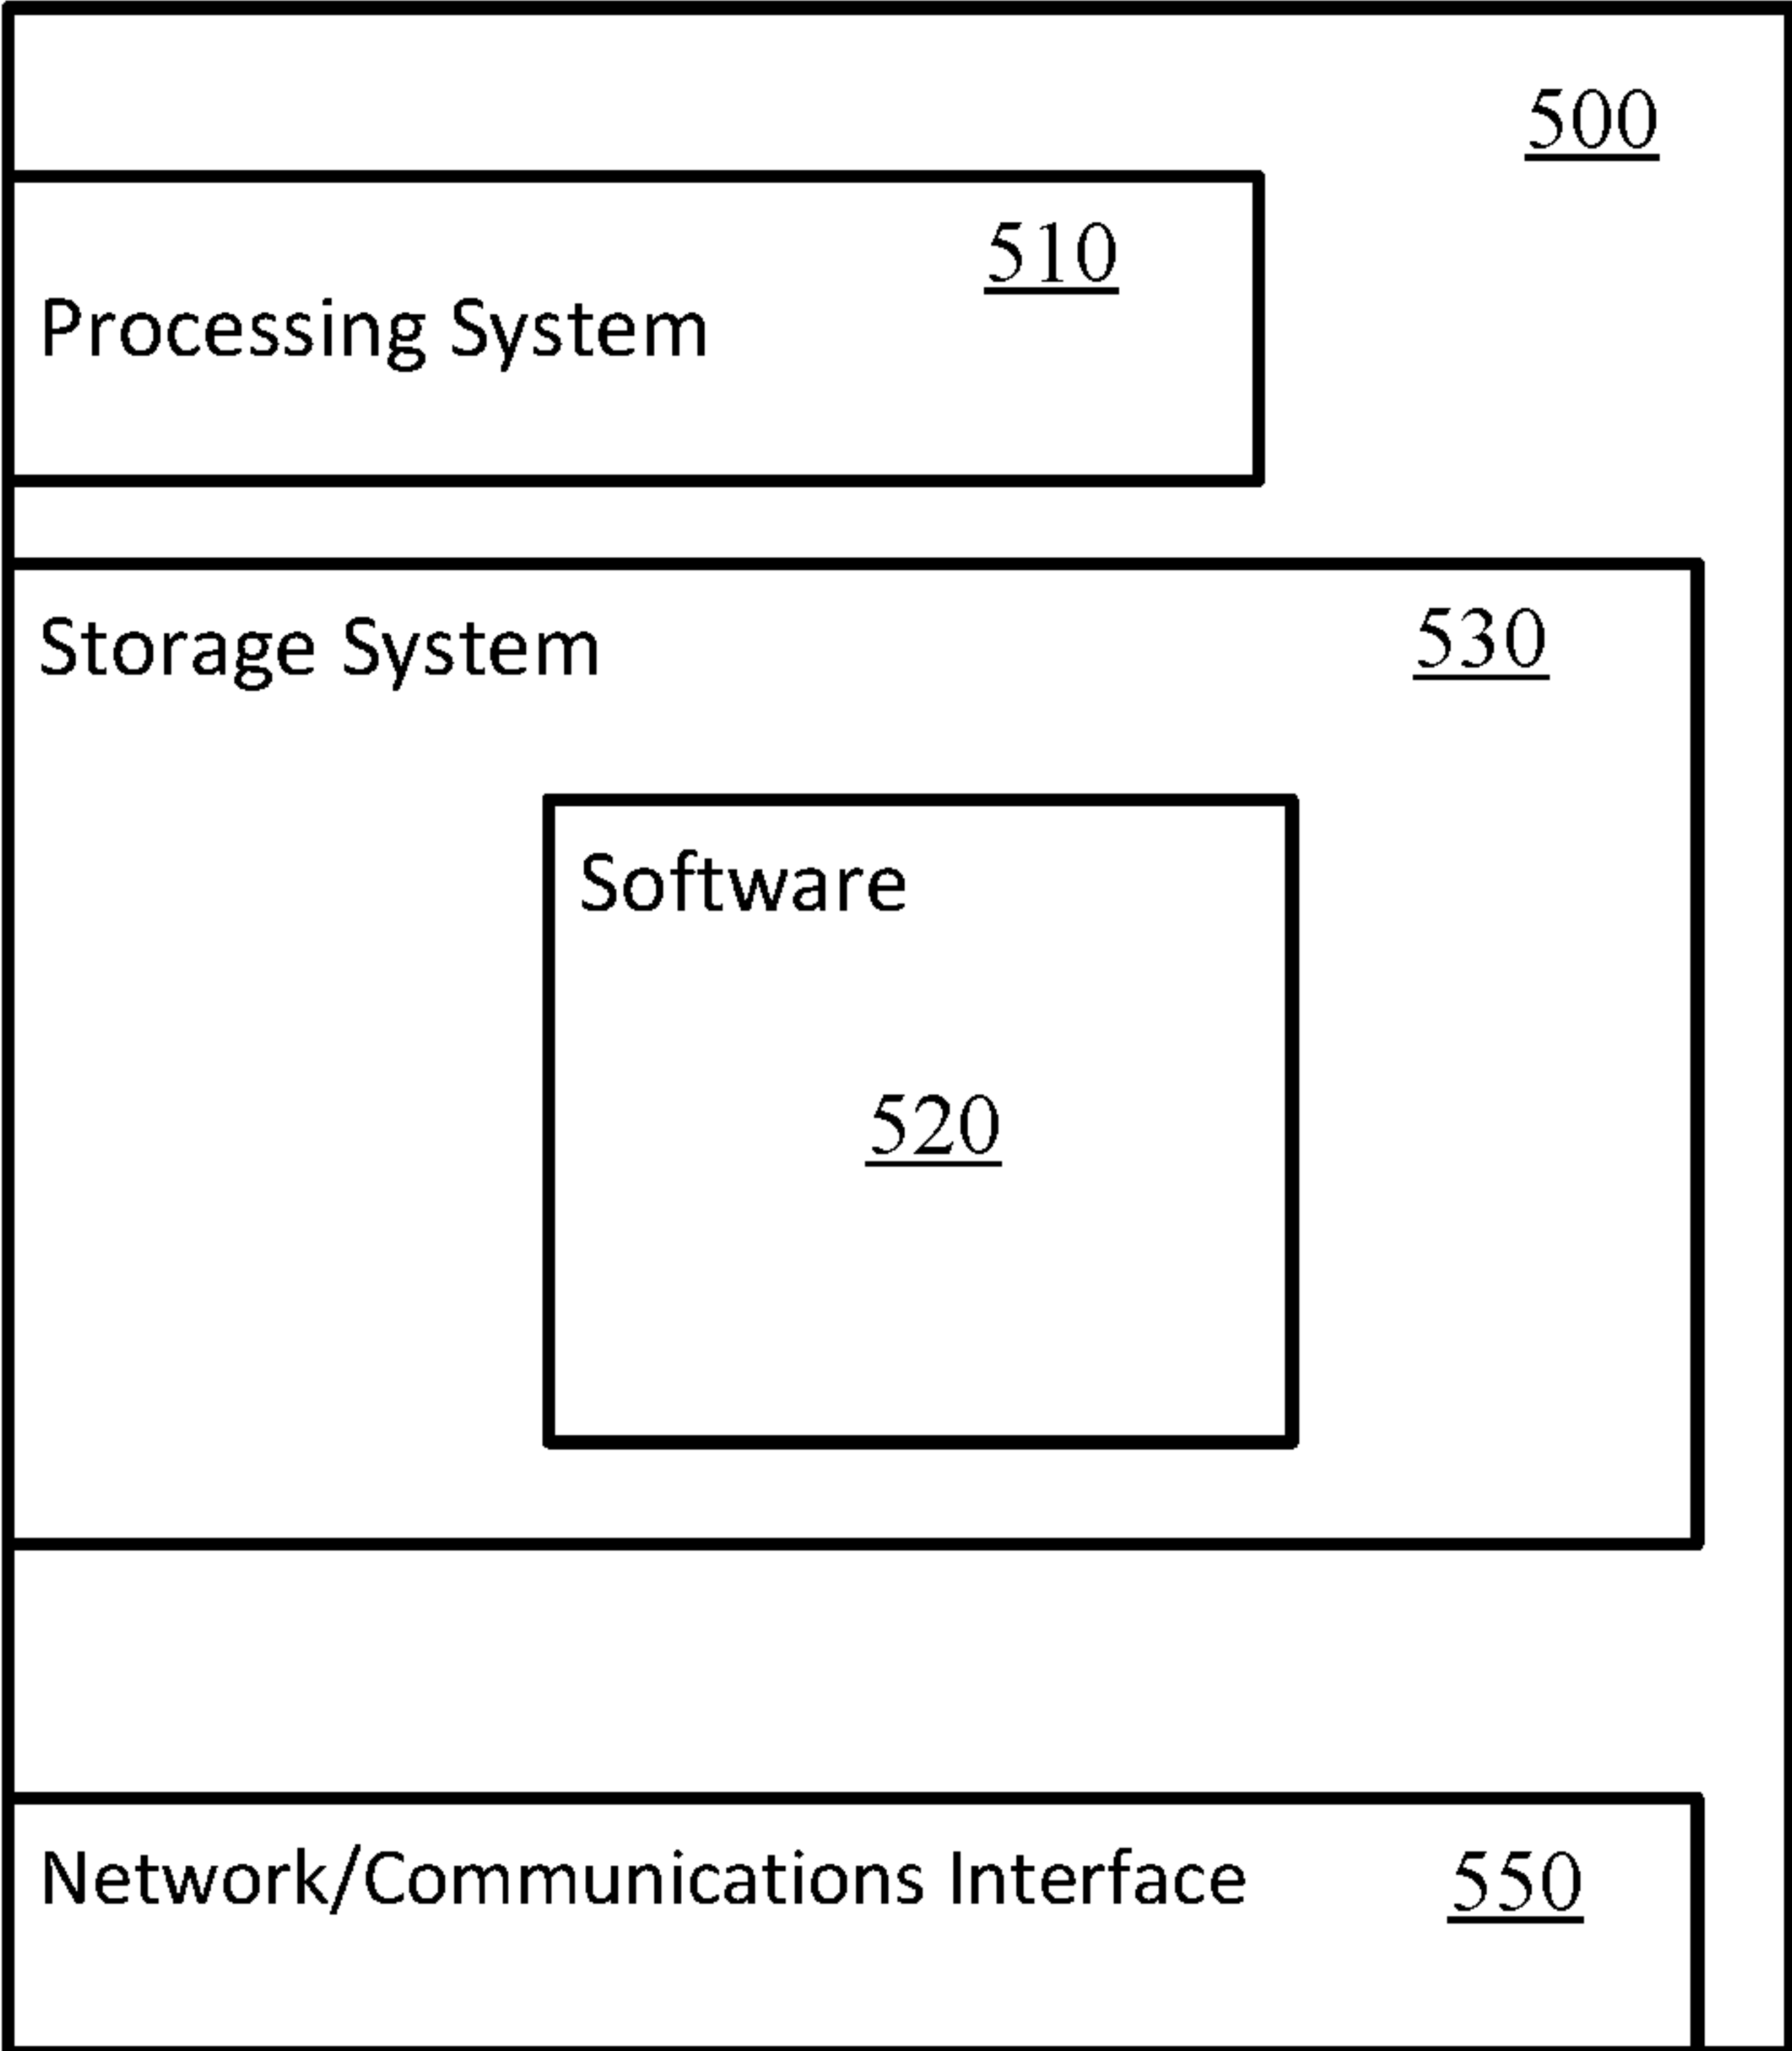 500
510
Processing System
Storage System 530
Software
520
Network/Communications Interface 550